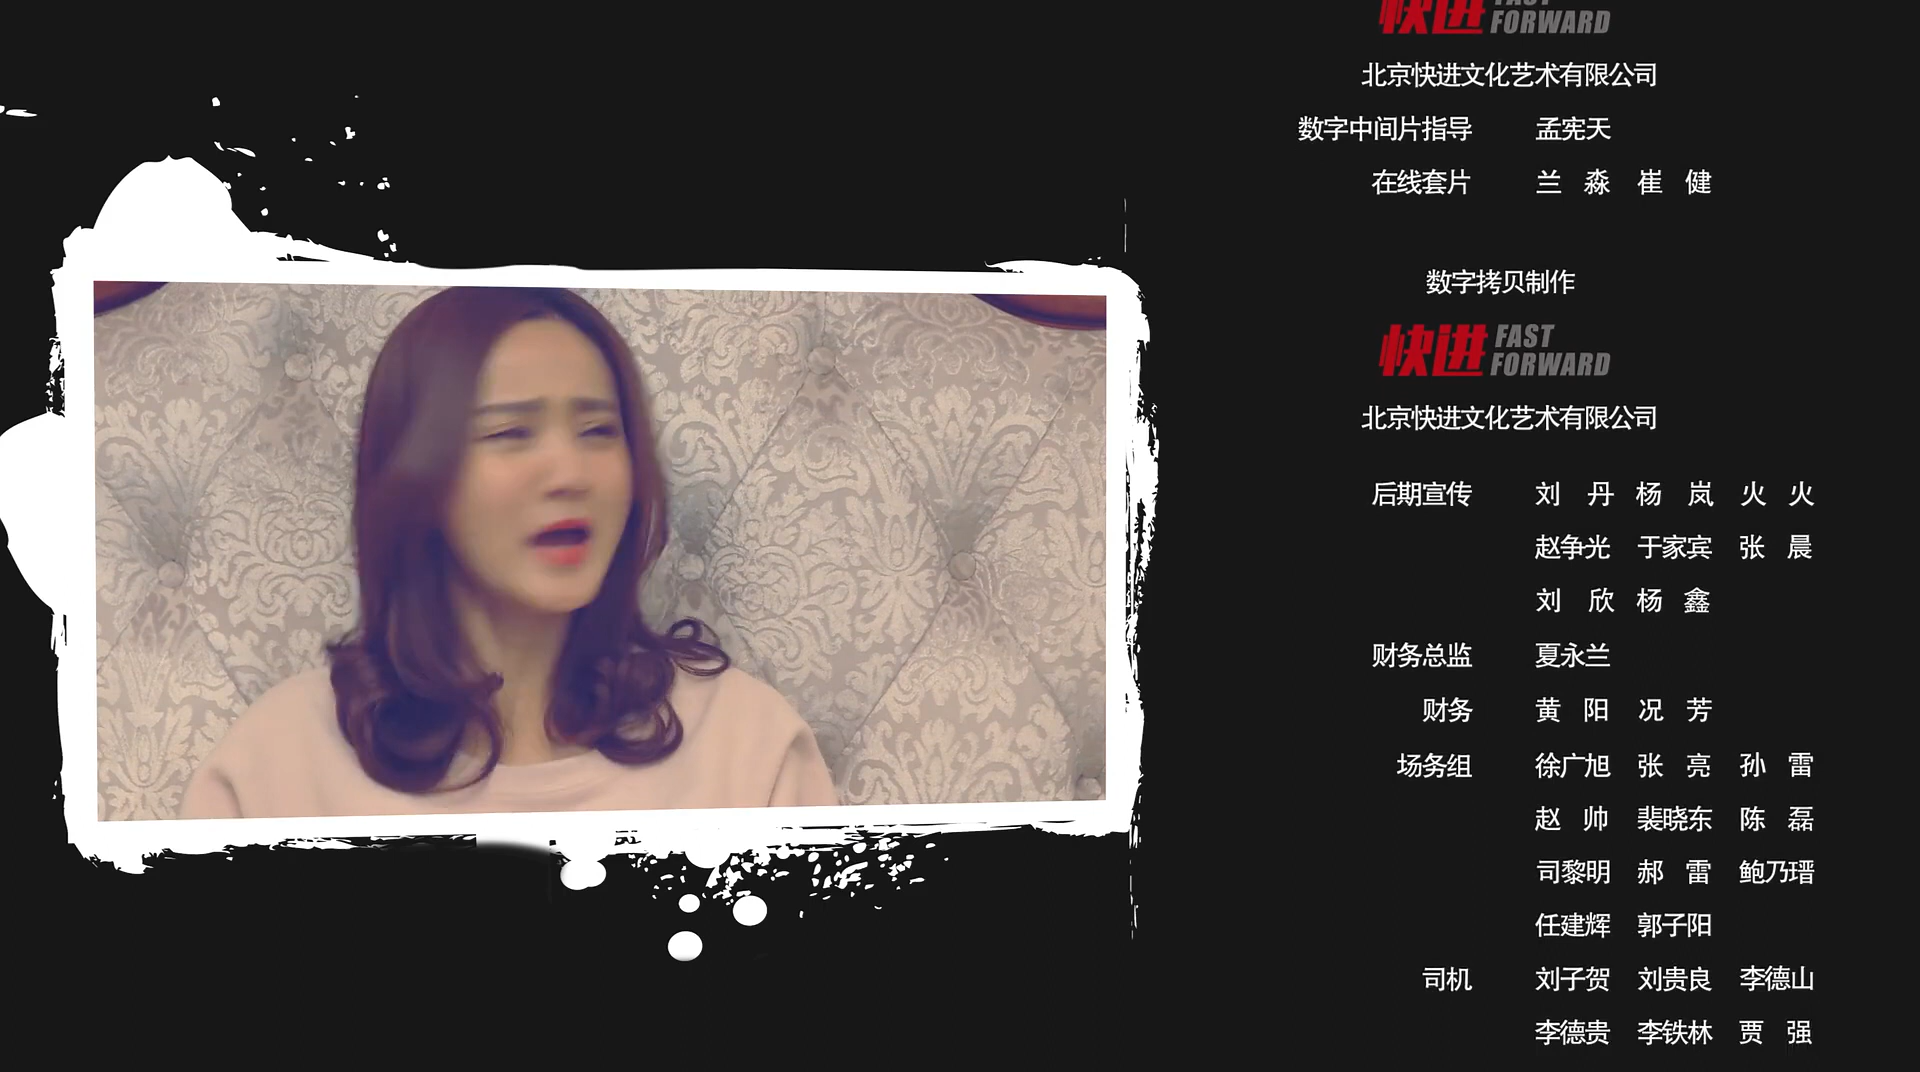 快进 FAST
FORWARD
北京快进文化艺术有限公司
数字中间片指导 孟宪天
在线套片 兰淼 崔健
数字拷贝制作
快进 FAST
FORWARD
北京快进文化艺术有限公司
后期宣传 刘丹 杨岚 火火
赵争光 于家宾 张晨
刘欣 杨鑫
财务总监 夏永兰
财务 黄阳 况芳
场务组 徐广旭 张亮 孙雷
赵帅 裴晓东 陈磊
司黎明 郝雷 鲍乃瑨
任建辉 郭子阳
司机 刘子贺 刘贵良 李德山
李德贵 李铁林 贾强